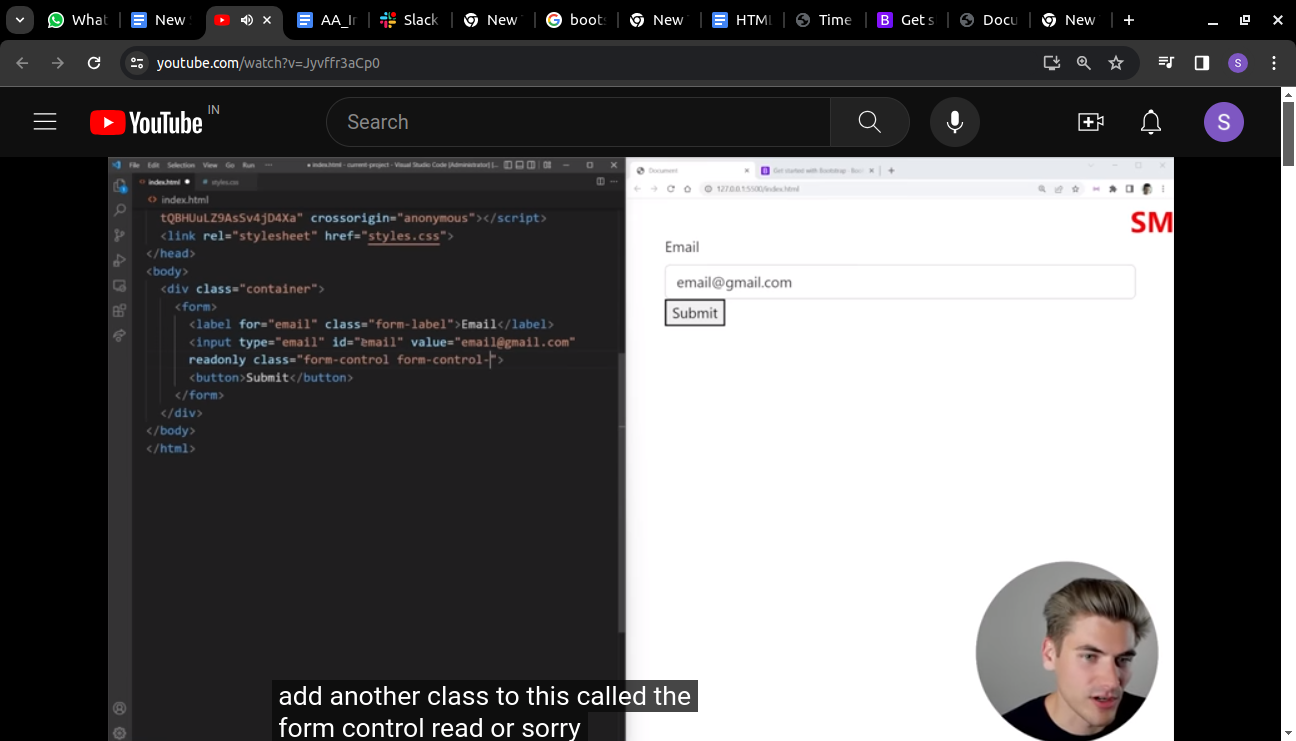 What
New
AA_Ir
Slack
New
boots
New
HTML
Time
Get s
Docu
New
youtube.com/watch?v=Jyvffr3aCp0
S
YouTube IN
Search
S
File Edit Selection View Go Run ... • index.html - current-project - Visual Studio Code [Administrator] [...
index.html
styles.css
index.html
tQBHUuLZ9AsSv4jD4Xa" crossorigin="anonymous"></script>
<link rel="stylesheet" href="styles.css">
</head>
<body>
<div class="container">
<form>
<label for="email" class="form-label">Email</label>
<input type="email" id="email" value="email@gmail.com"
readonly class="form-control form-control-">
<button>Submit</button>
</form>
</div>
</body>
</html>
Document
Get started with Bootstrap · Boot
127.0.0.1:5500/index.html
SM
Email
email@gmail.com
Submit
add another class to this called the
form control read or sorry